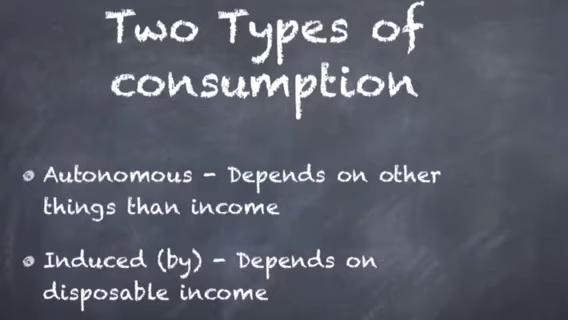 Two Types of
consumption
Autonomous - Depends on other
things than income
Induced (by) - Depends on
disposable income